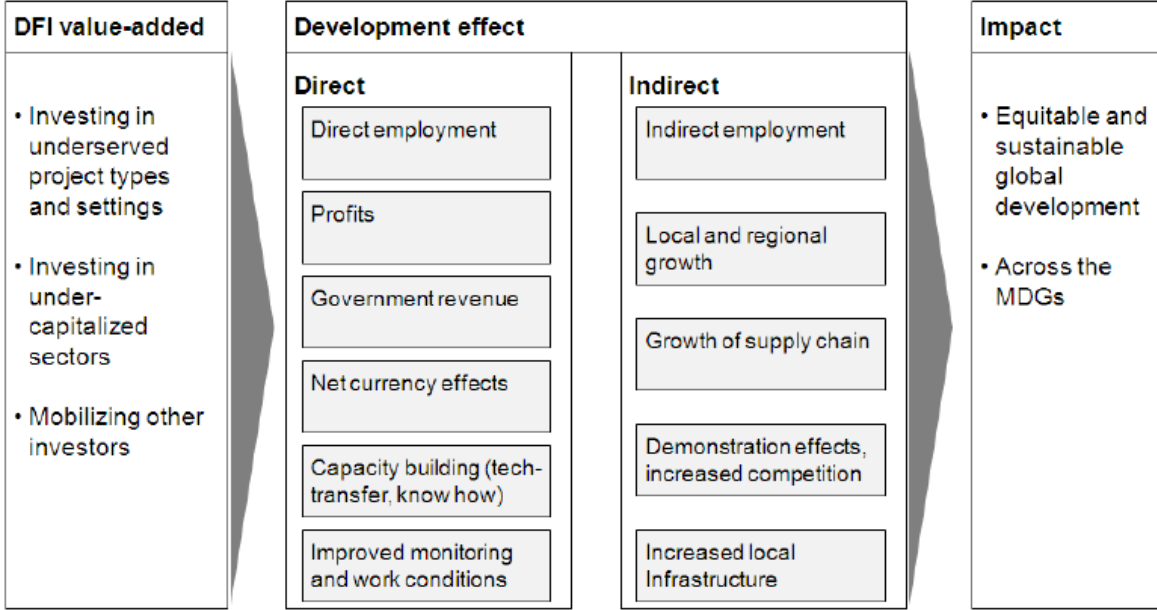 DFI value-added
• Investing in
underserved
project types
and settings
• Investing in
under-
capitalized
sectors
• Mobilizing other
investors
Development effect
Direct
Direct employment
Profits
Government revenue
Net currency effects
Capacity building (tech-
transfer, know how)
Improved monitoring
and work conditions
Indirect
Indirect employment
Local and regional
growth
Growth of supply chain
Demonstration effects,
increased competition
Increased local
Infrastructure
Impact
• Equitable and
sustainable
global
development
• Across the
MDGs